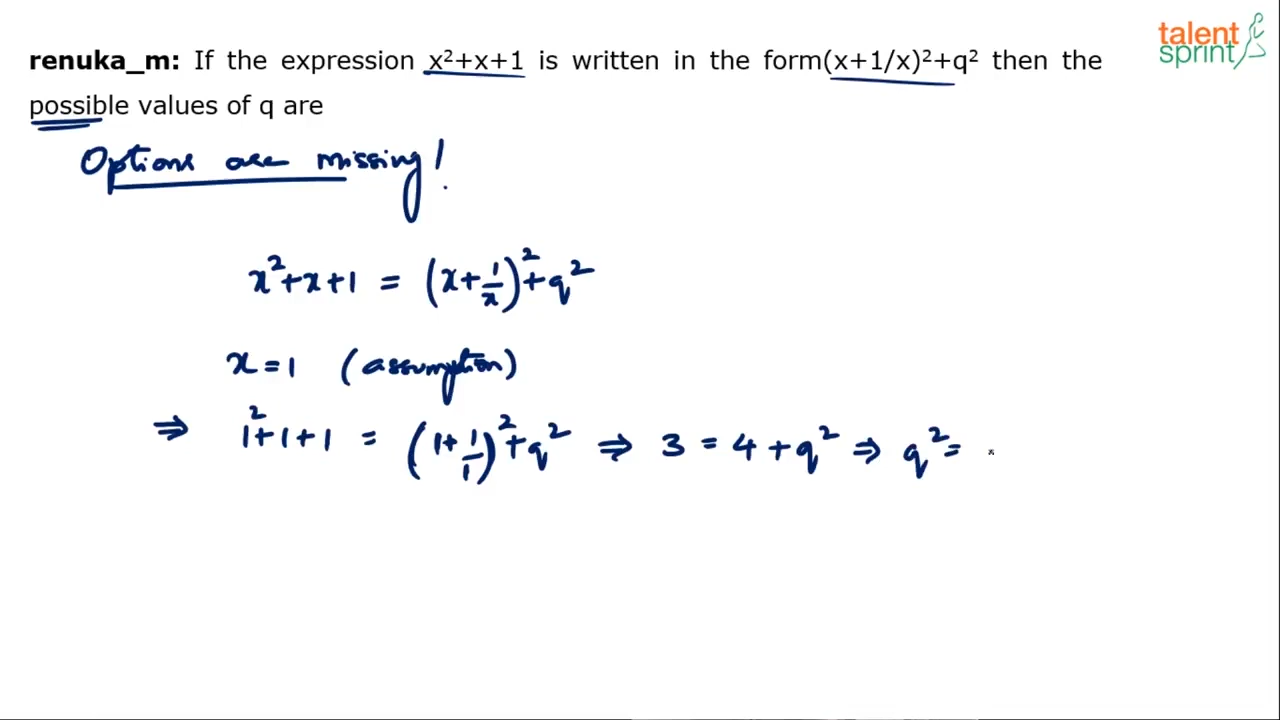 talent
sprint
renuka_m: If the expression x²+x+1 is written in the form(x+1/x)²+q² then the
possible values of q are
Options are missing!
x²+x+1 = (x+1/x)²+q²
x=1 (assumption)
⇒ 1²+1+1 = (1+1/1)²+q² ⇒ 3 = 4+q² ⇒ q²=